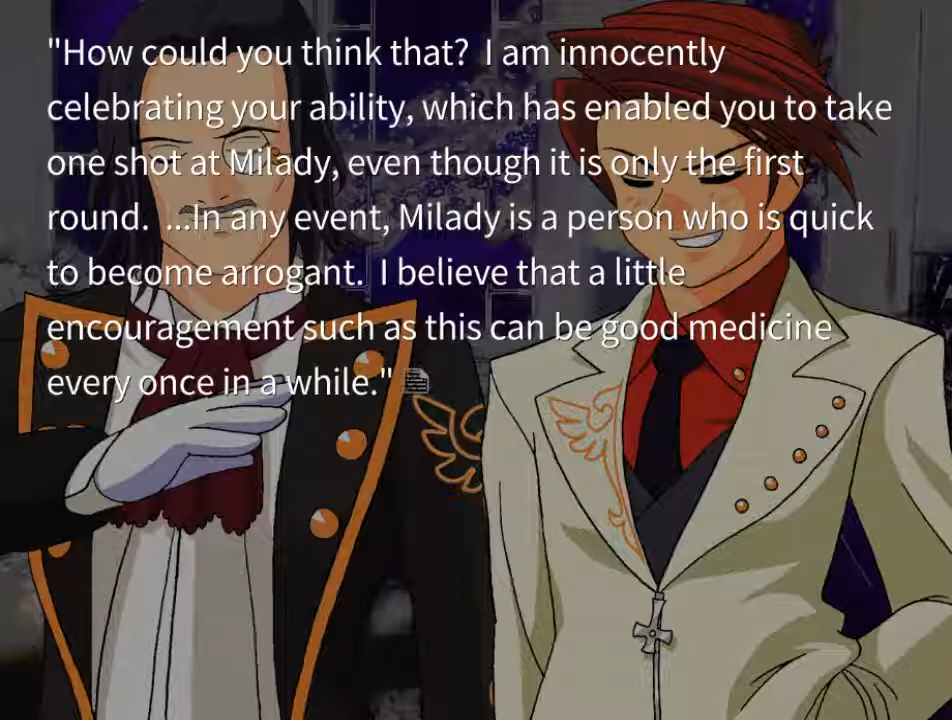 "How could you think that?  I am innocently
celebrating your ability, which has enabled you to take
one shot at Milady, even though it is only the first
round.  ...In any event, Milady is a person who is quick
to become arrogant.  I believe that a little
encouragement such as this can be good medicine
every once in a while."